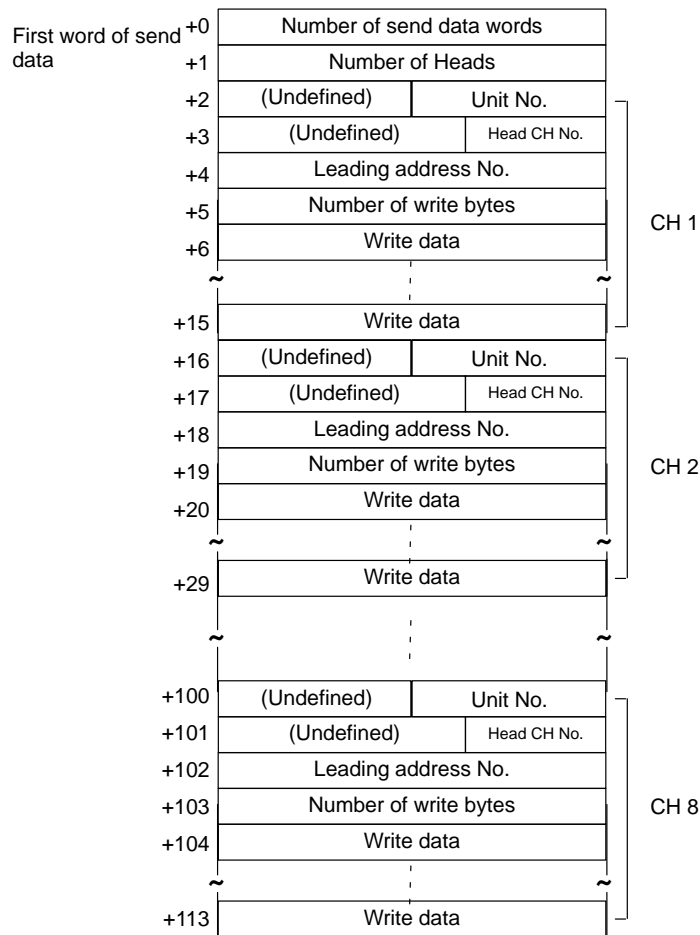 First word of send data
+0 Number of send data words
+1 Number of Heads
+2 (Undefined) Unit No.
+3 (Undefined) Head CH No.
+4 Leading address No.
+5 Number of write bytes
+6 Write data
CH 1
~ ~
+15 Write data
+16 (Undefined) Unit No.
+17 (Undefined) Head CH No.
+18 Leading address No.
+19 Number of write bytes
+20 Write data
CH 2
~ ~
+29 Write data
~ ~
+100 (Undefined) Unit No.
+101 (Undefined) Head CH No.
+102 Leading address No.
+103 Number of write bytes
+104 Write data
CH 8
~ ~
+113 Write data